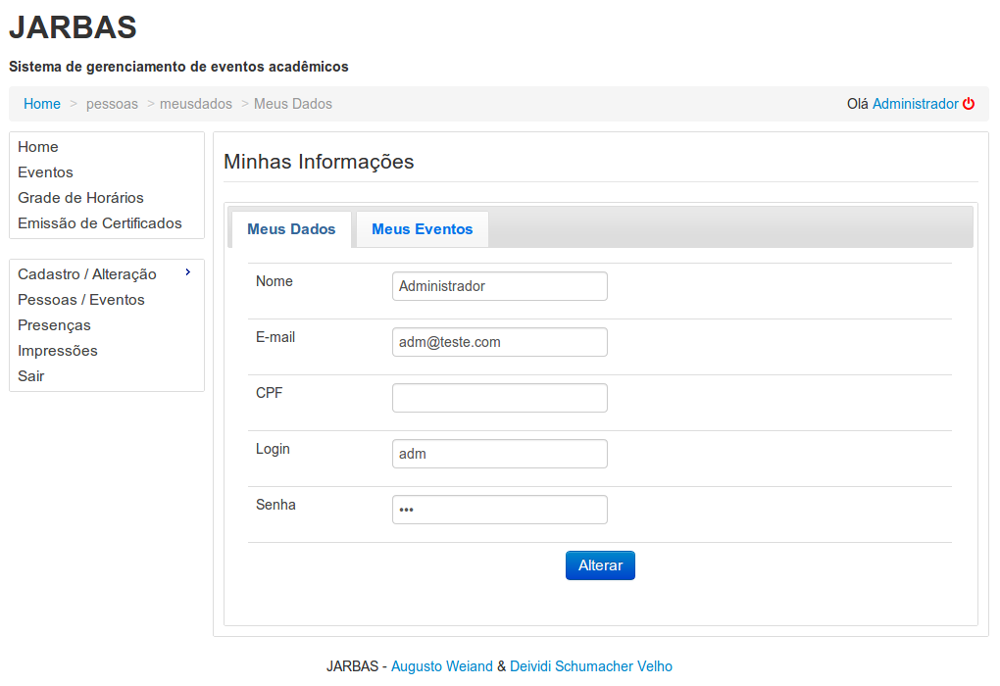 JARBAS
Sistema de gerenciamento de eventos acadêmicos
Home > pessoas > meusdados > Meus Dados
Olá Administrador
Home
Eventos
Grade de Horários
Emissão de Certificados
Cadastro / Alteração
Pessoas / Eventos
Presenças
Impressões
Sair
Minhas Informações
Meus Dados Meus Eventos
Nome Administrador
E-mail adm@teste.com
CPF
Login adm
Senha •••
Alterar
JARBAS - Augusto Weiand & Deividi Schumacher Velho